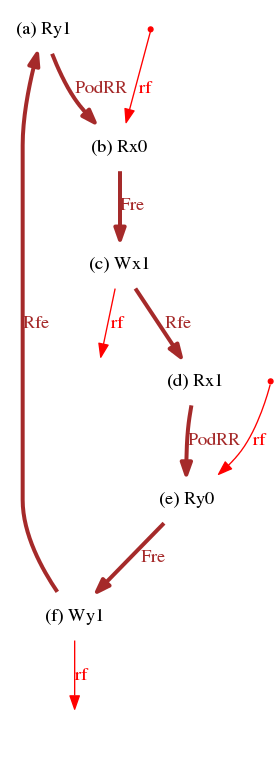 (a) Ry1
PodRR rf
(b) Rx0
Fre
(c) Wx1
Rfe rf Rfe
(d) Rx1
PodRR rf
(e) Ry0
Fre
(f) Wy1
rf